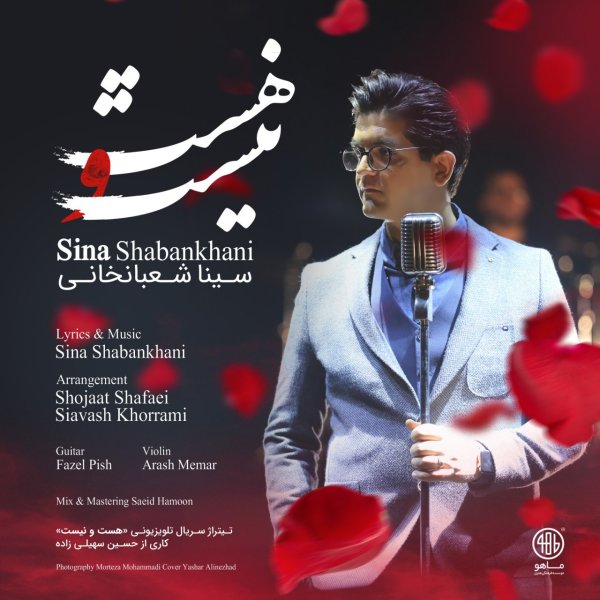 هست
و
نیست
Sina Shabankhani
سینا شعبانخانی
Lyrics & Music
Sina Shabankhani
Arrangement
Shojaat Shafaei
Siavash Khorrami
Guitar
Fazel Pish
Violin
Arash Memar
Mix & Mastering Saeid Hamoon
تیتراژ سریال تلویزیونی «هست و نیست»
کاری از حسین سهیلی زاده
Photography Morteza Mohammadi Cover Yashar Alinezhad
ماهو